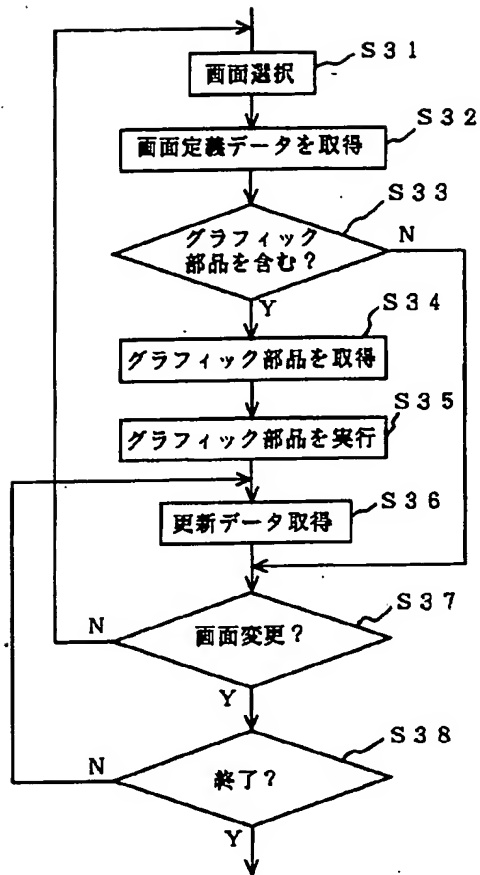 S31
画面選択
S32
画面定義データを取得
S33
グラフィック
部品を含む?
N
Y
S34
グラフィック部品を取得
S35
グラフィック部品を実行
S36
更新データ取得
S37
N
画面変更?
Y
S38
N
終了?
Y